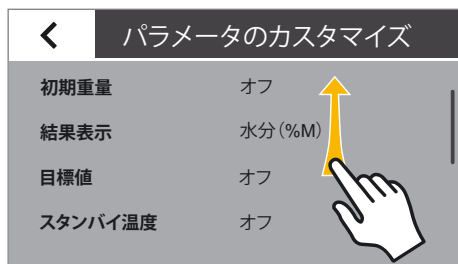 パラメータのカスタマイズ
初期重量 オフ
結果表示 水分（%M）
目標値 オフ
スタンバイ温度 オフ